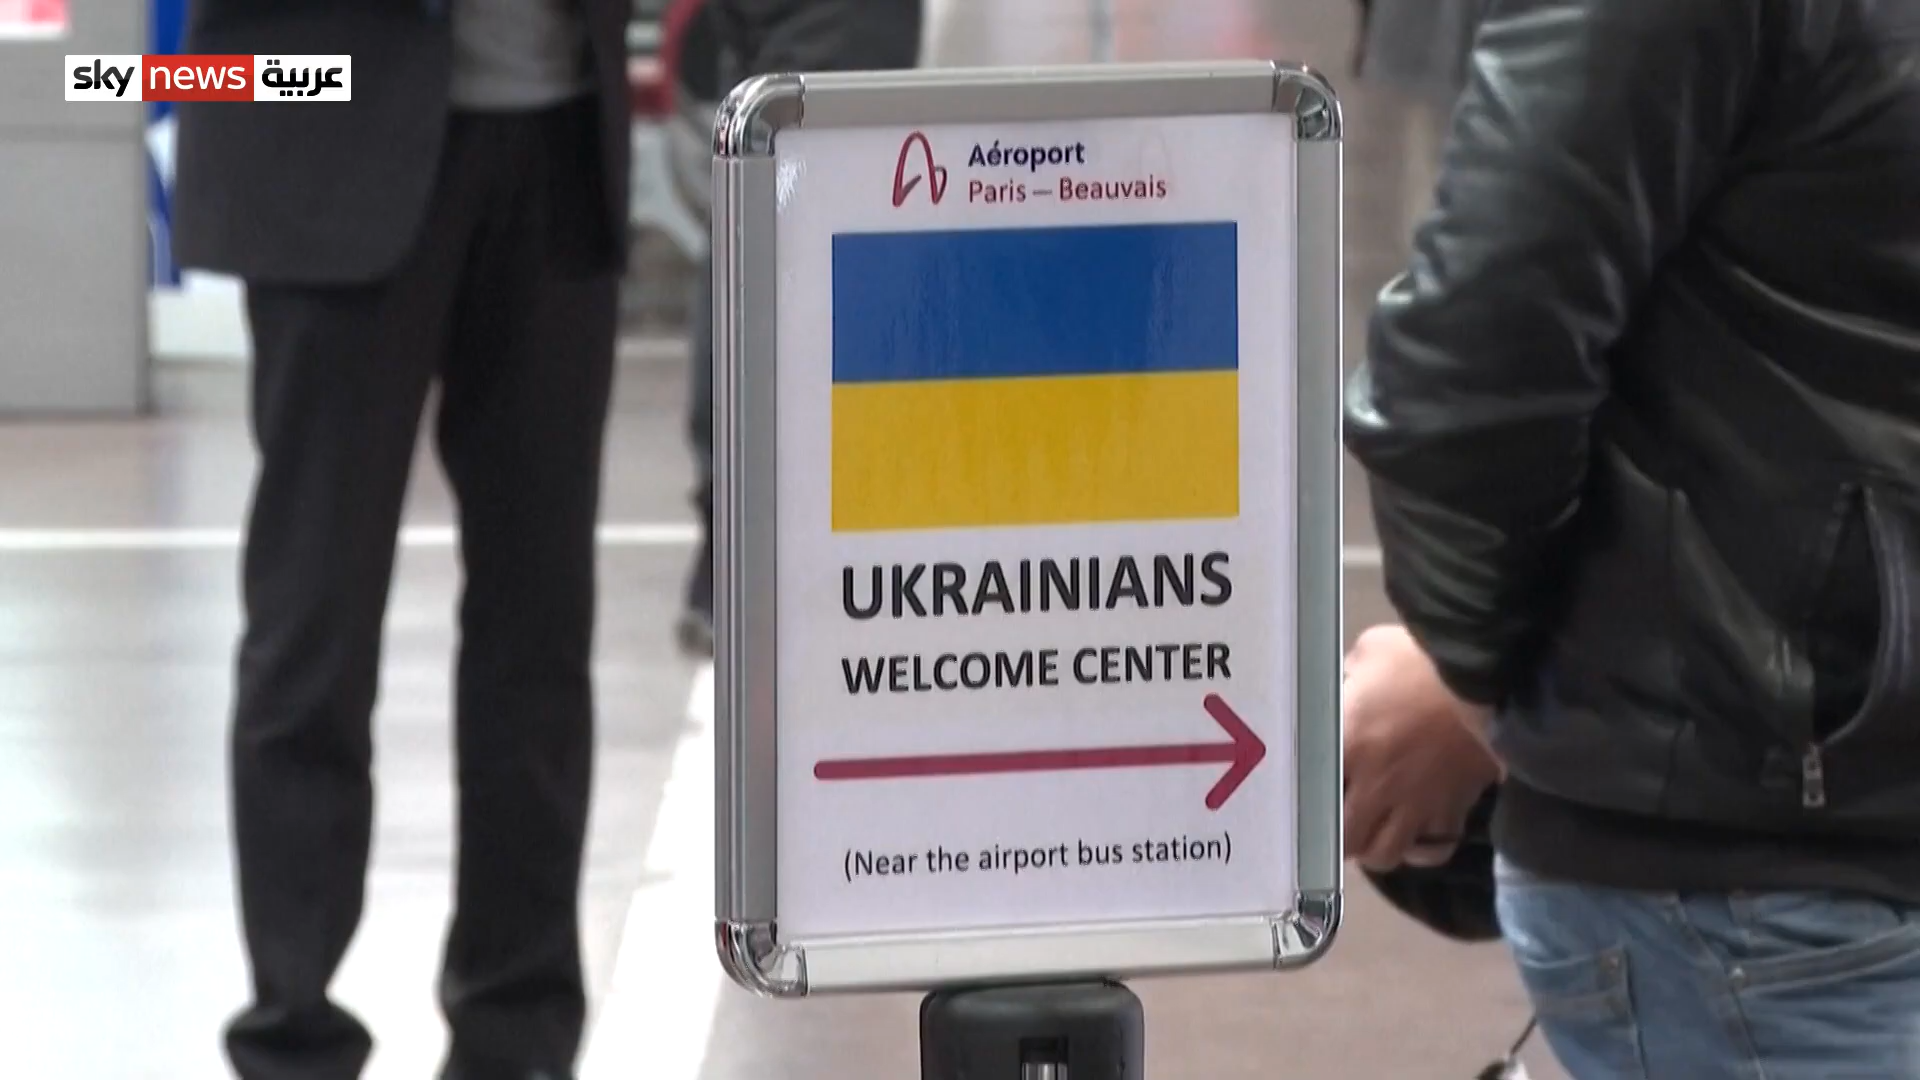 sky news عربية
Aéroport
Paris – Beauvais
UKRAINIANS
WELCOME CENTER
(Near the airport bus station)